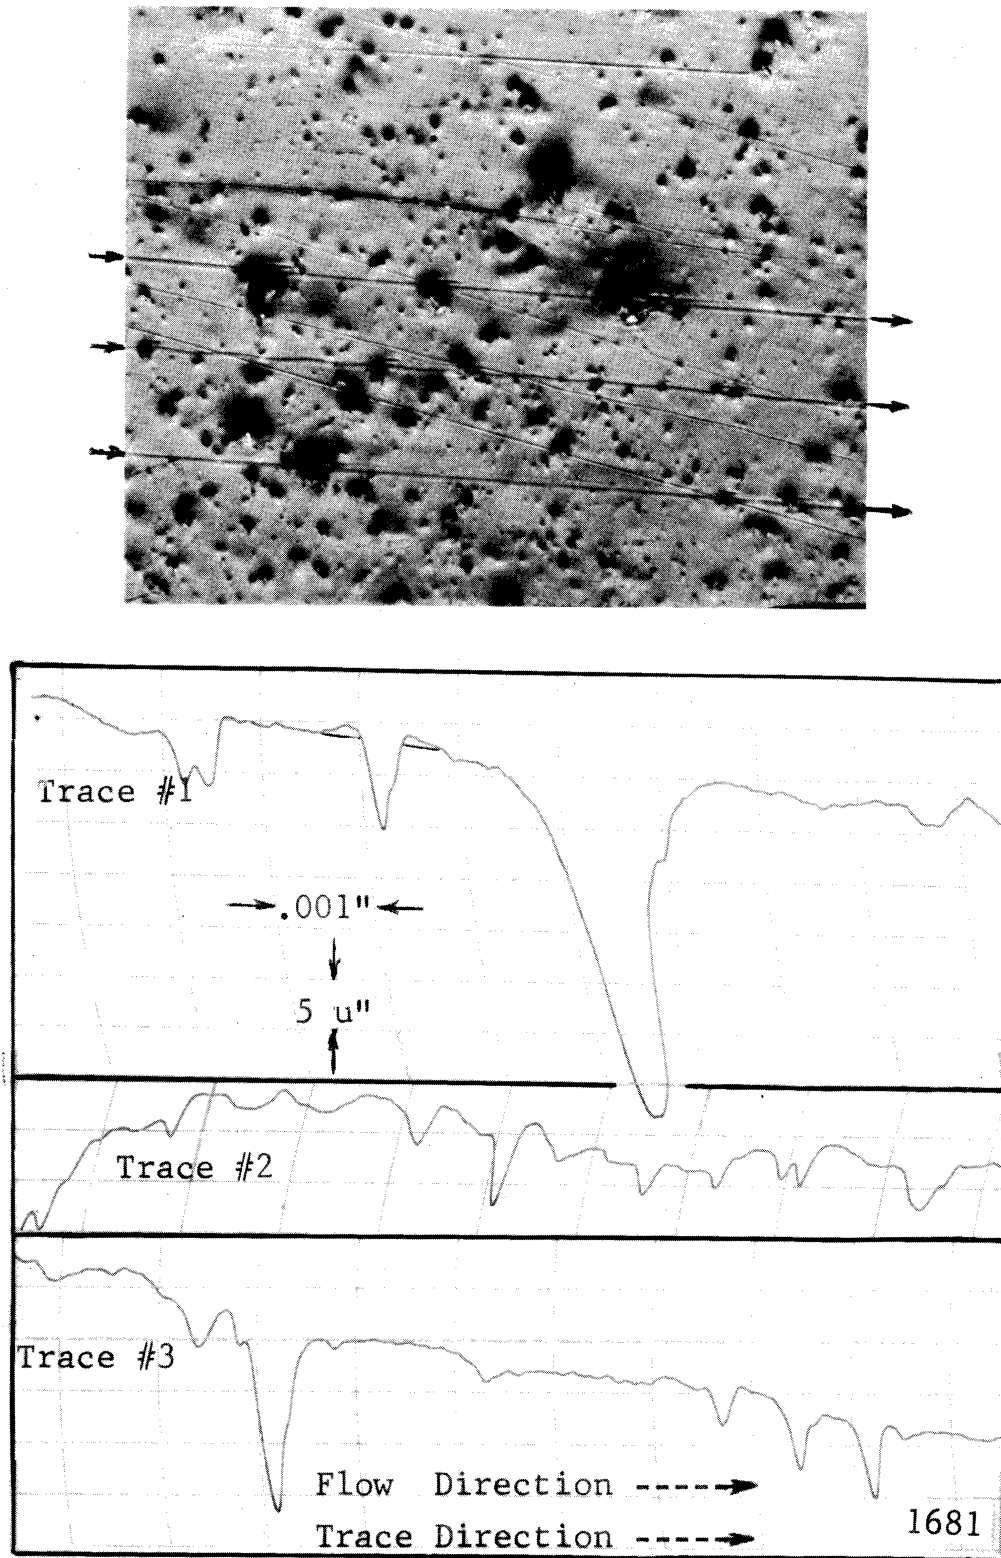 Trace #1
.001"
5 u"
Trace #2
Trace #3
Flow Direction
Trace Direction
1681